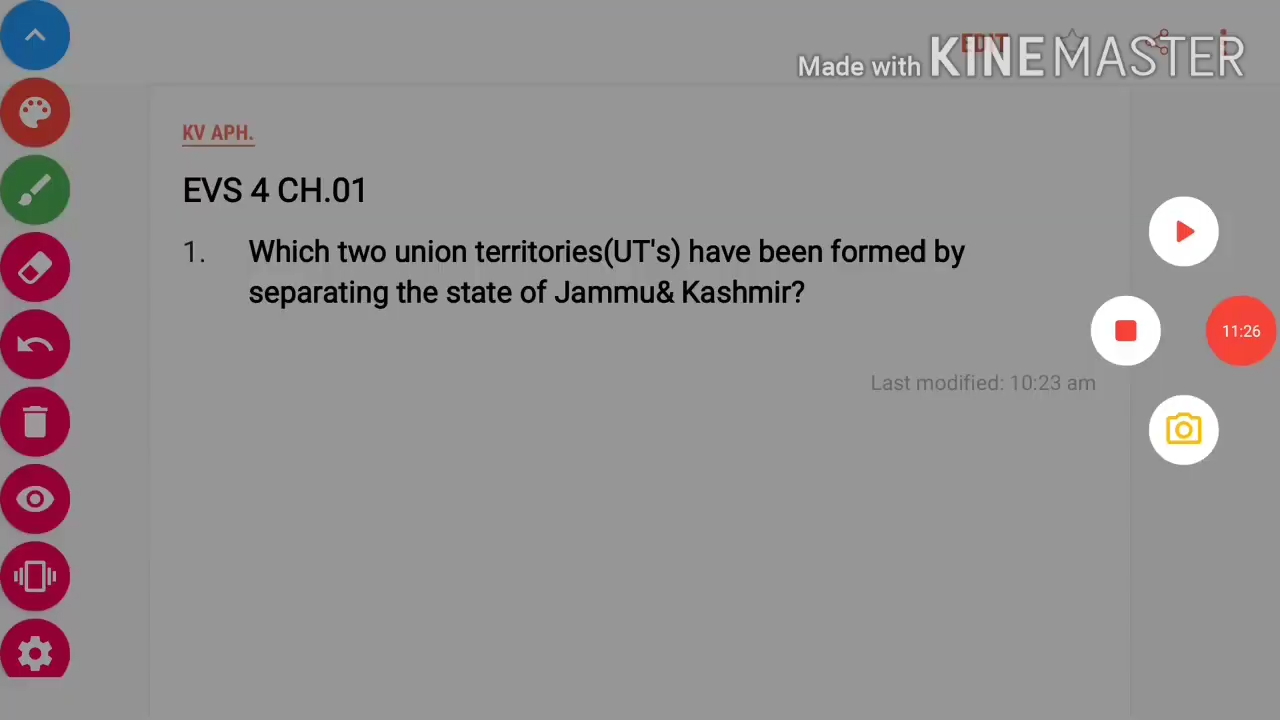 EDIT
Made with KINEMASTER
KV APH.
EVS 4 CH.01
1. Which two union territories(UT's) have been formed by
separating the state of Jammu& Kashmir?
11:26
Last modified: 10:23 am